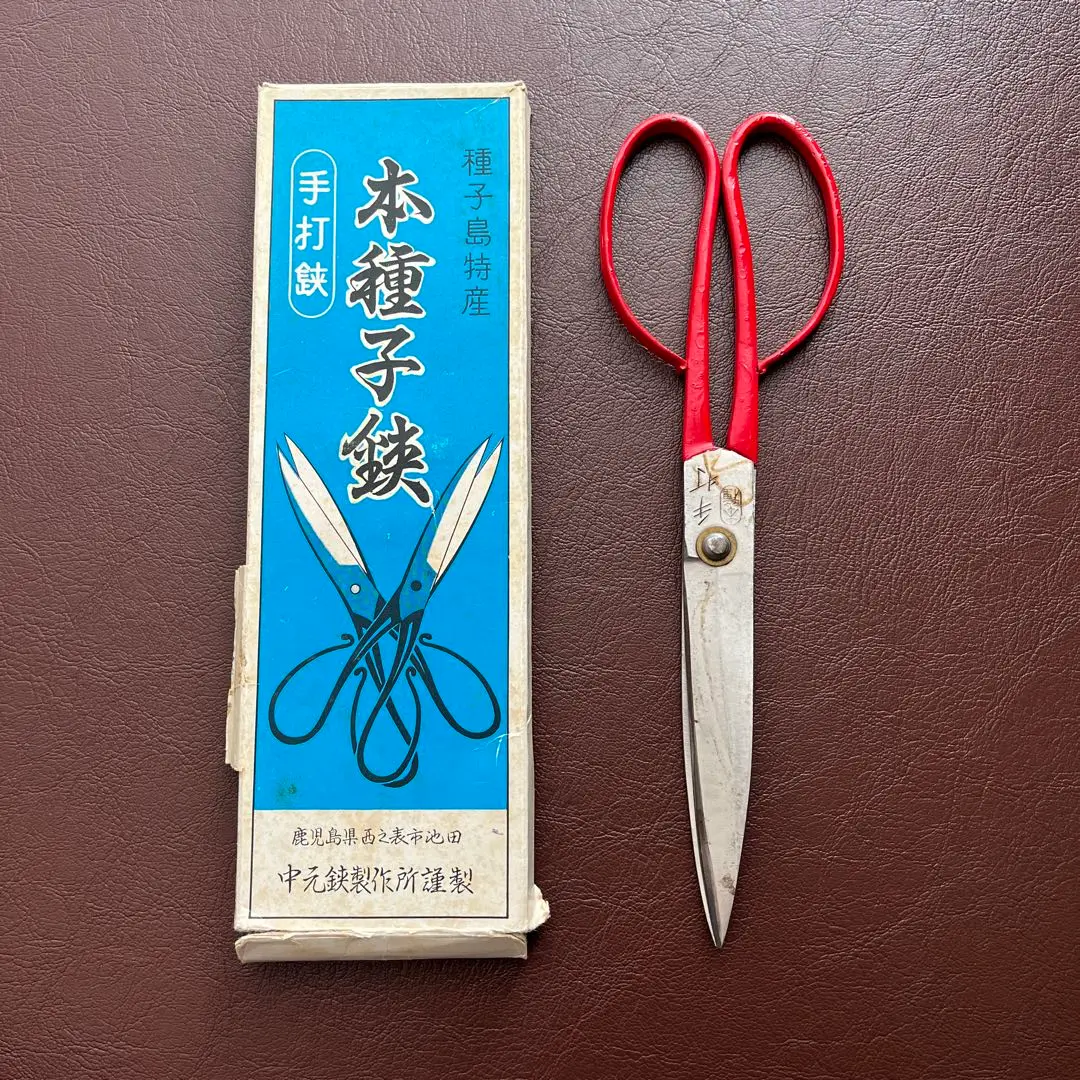 種子島特産
本種子鋏
手打鋏
鹿児島県西之表市池田
中元鋏製作所謹製